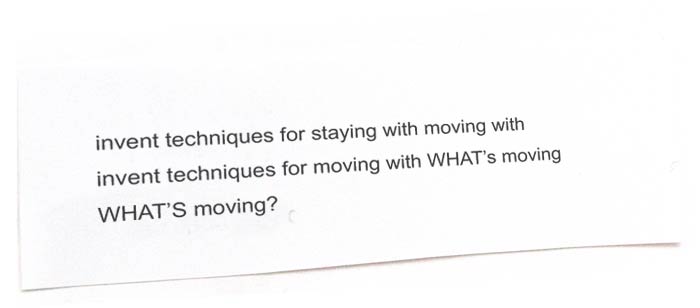 invent techniques for staying with moving with
invent techniques for moving with WHAT's moving
WHAT'S moving?